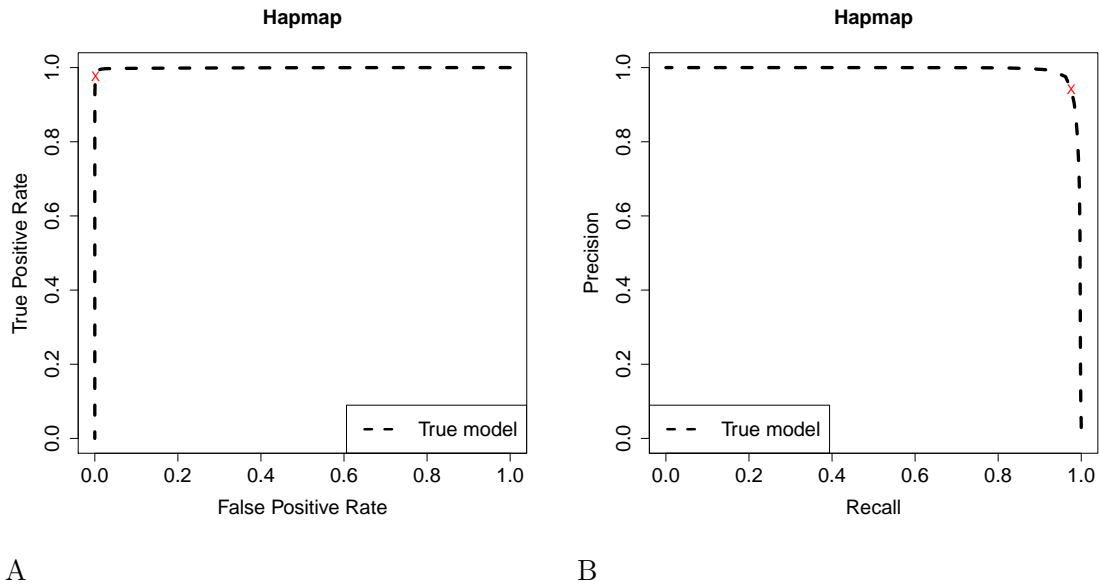 Hapmap
True Positive Rate
1.0
0.8
0.6
0.4
0.2
0.0
x
True model
0.0 0.2 0.4 0.6 0.8 1.0
False Positive Rate
A
Hapmap
Precision
1.0
0.8
0.6
0.4
0.2
0.0
x
True model
0.0 0.2 0.4 0.6 0.8 1.0
Recall
B